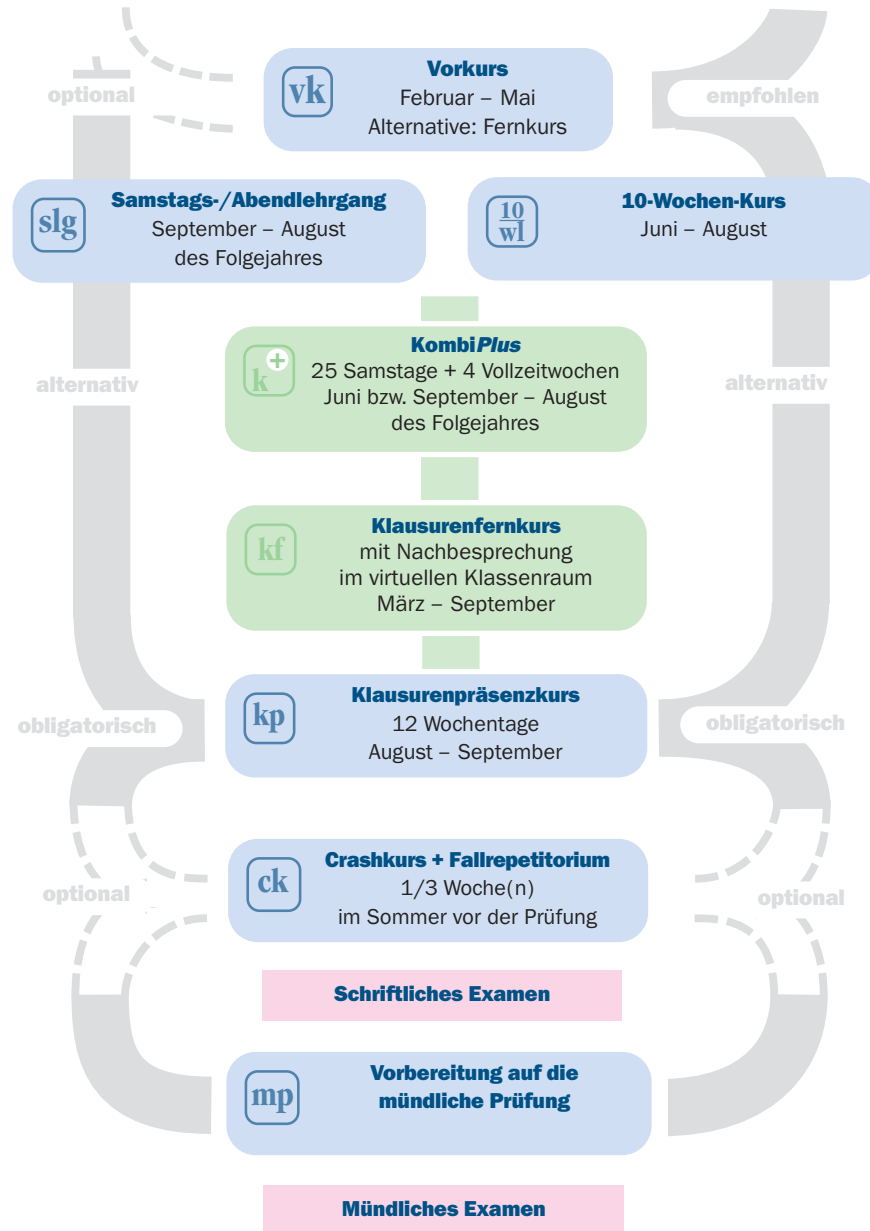 vk
Vorkurs
Februar – Mai
Alternative: Fernkurs
optional
empfohlen
slg
Samstags-/Abendlehrgang
September – August
des Folgejahres
10
wl
10-Wochen-Kurs
Juni – August
k+
KombiPlus
25 Samstage + 4 Vollzeitwochen
Juni bzw. September – August
des Folgejahres
alternativ
alternativ
kf
Klausurenfernkurs
mit Nachbesprechung
im virtuellen Klassenraum
März – September
kp
Klausurenpräsenzkurs
12 Wochentage
August – September
obligatorisch
obligatorisch
ck
Crashkurs + Fallrepetitorium
1/3 Woche(n)
im Sommer vor der Prüfung
optional
optional
Schriftliches Examen
mp
Vorbereitung auf die
mündliche Prüfung
Mündliches Examen